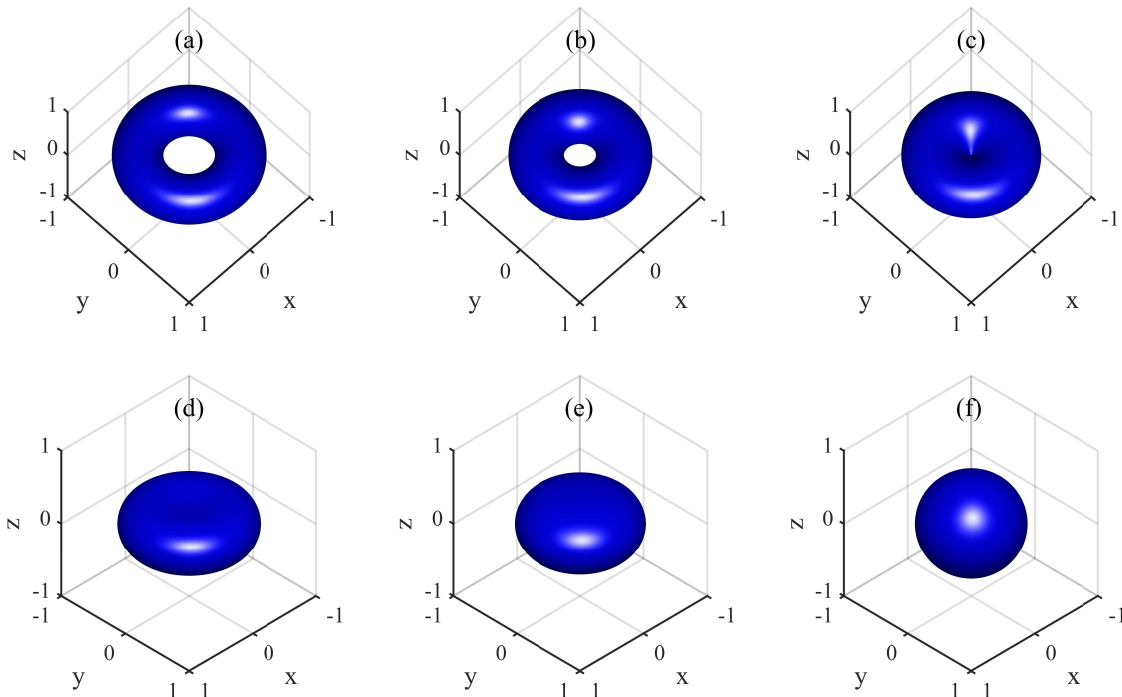 (a) (b) (c)
1 1 1
z 0 z 0 z 0
-1 -1 -1
-1 -1 -1 -1 -1 -1
0 0 0 0 0 0
y x y x y x
1 1 1 1 1 1
(d) (e) (f)
1 1 1
z 0 z 0 z 0
-1 -1 -1
-1 -1 -1 -1 -1 -1
0 0 0 0 0 0
y x y x y x
1 1 1 1 1 1